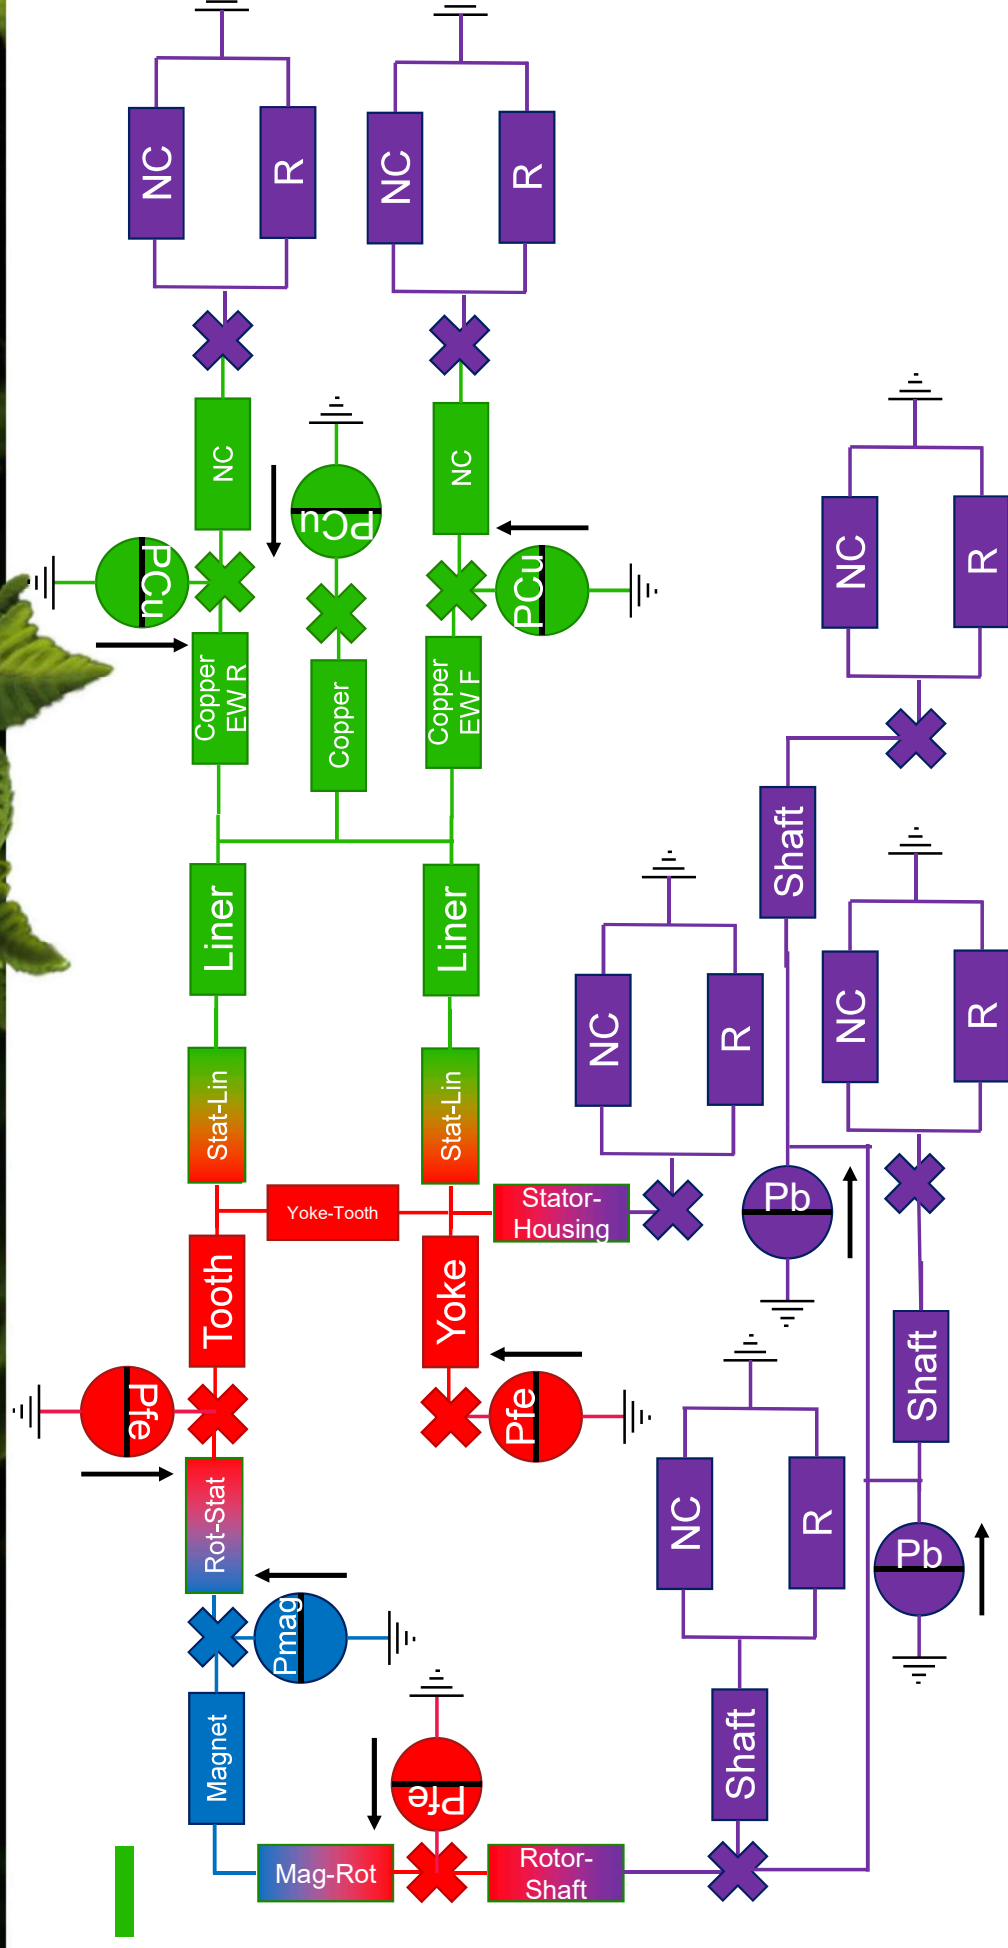 NC
R
NC
R
NC
NC
PCu
PCu
PCu
Copper
EW R
Copper
Copper
EW F
NC
R
Shaft
Liner
Liner
NC
R
NC
R
Stat-Lin
Stat-Lin
Yoke-Tooth
Stator-
Housing
Pb
Tooth
Yoke
Shaft
Pfe
Pfe
Rot-Stat
NC
R
Pb
Pmag
Magnet
Pfe
Shaft
Mag-Rot
Rotor-
Shaft